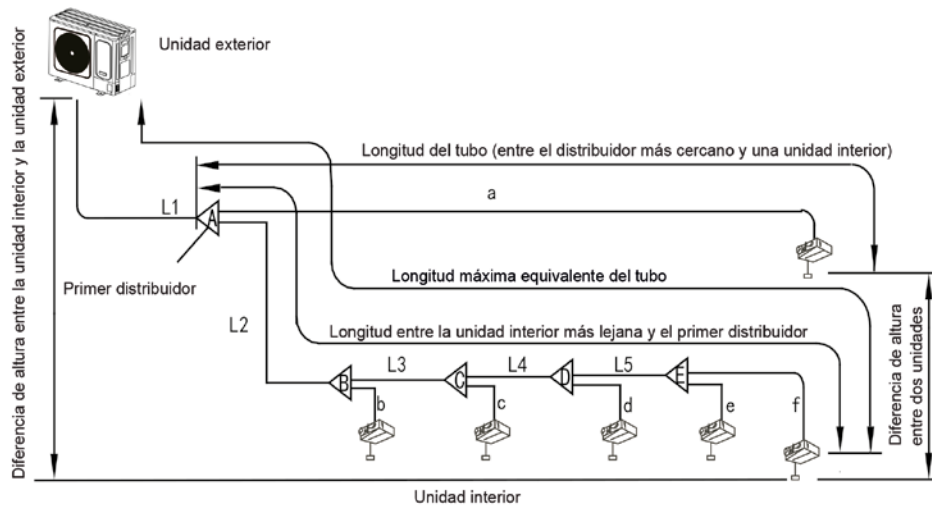 Unidad exterior
Diferencia de altura entre la unidad interior y la unidad exterior
Longitud del tubo (entre el distribuidor más cercano y una unidad interior)
a
L1
A
Primer distribuidor
Longitud máxima equivalente del tubo
L2
Longitud entre la unidad interior más lejana y el primer distribuidor
Diferencia de altura
entre dos unidades
L3
L4
L5
B
C
D
E
b
c
d
e
f
Unidad interior